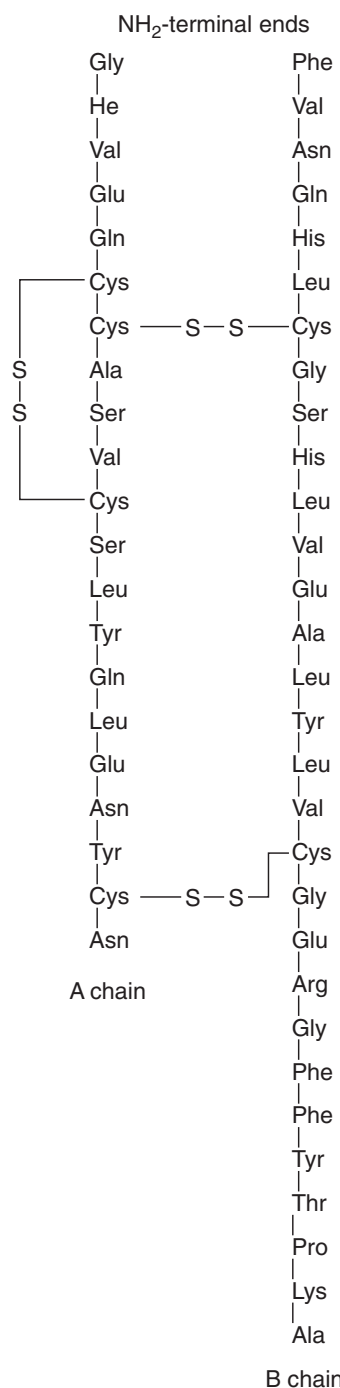 NH₂-terminal ends
Gly Phe
He Val
Val Asn
Glu Gln
Gln His
Cys Leu
Cys S S Cys
S Ala Gly
S Ser Ser
Val His
Cys Leu
Ser Val
Leu Glu
Tyr Ala
Gln Leu
Leu Tyr
Glu Leu
Asn Val
Tyr Cys
Cys S S Gly
Asn Glu
A chain Arg
Gly
Phe
Phe
Tyr
Thr
Pro
Lys
Ala
B chain